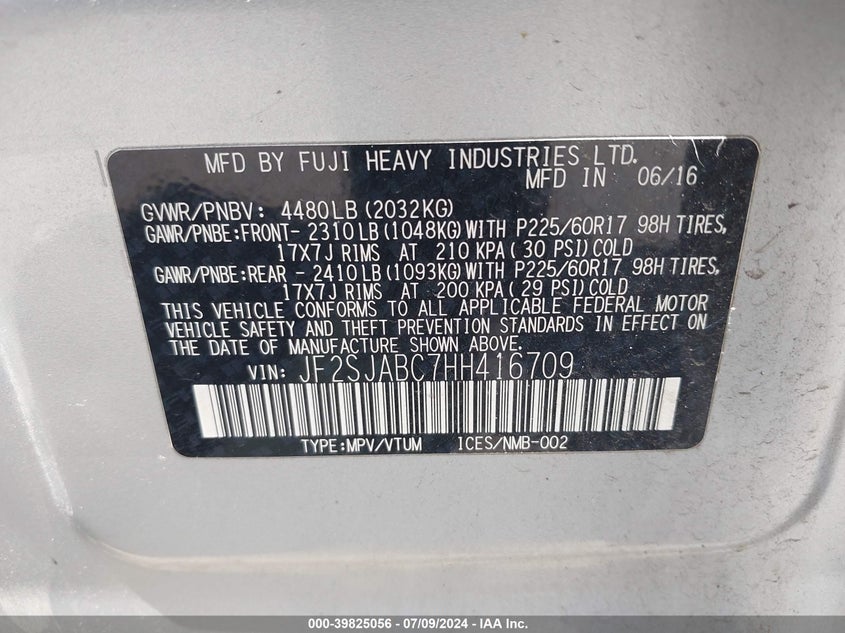 MFD BY FUJI HEAVY INDUSTRIES LTD.
MFD IN 06/16
GVWR/PNBV: 4480LB (2032KG)
GAWR/PNBE:FRONT- 2310LB (1048KG) WITH P225/60R17 98H TIRES,
17X7J RIMS AT 210 KPA( 30 PSI) COLD
GAWR/PNBE:REAR - 2410LB (1093KG) WITH P225/60R17 98H TIRES,
17X7J RIMS AT 200 KPA( 29 PSI) COLD
THIS VEHICLE CONFORMS TO ALL APPLICABLE FEDERAL MOTOR
VEHICLE SAFETY AND THEFT PREVENTION STANDARDS IN EFFECT ON
THE DATE OF MANUFACTURE SHOWN ABOVE.
VIN: JF2SJABC7HH416709
TYPE:MPV/VTUM ICES/NMB-002
000-39825056 - 07/09/2024 - IAA Inc.